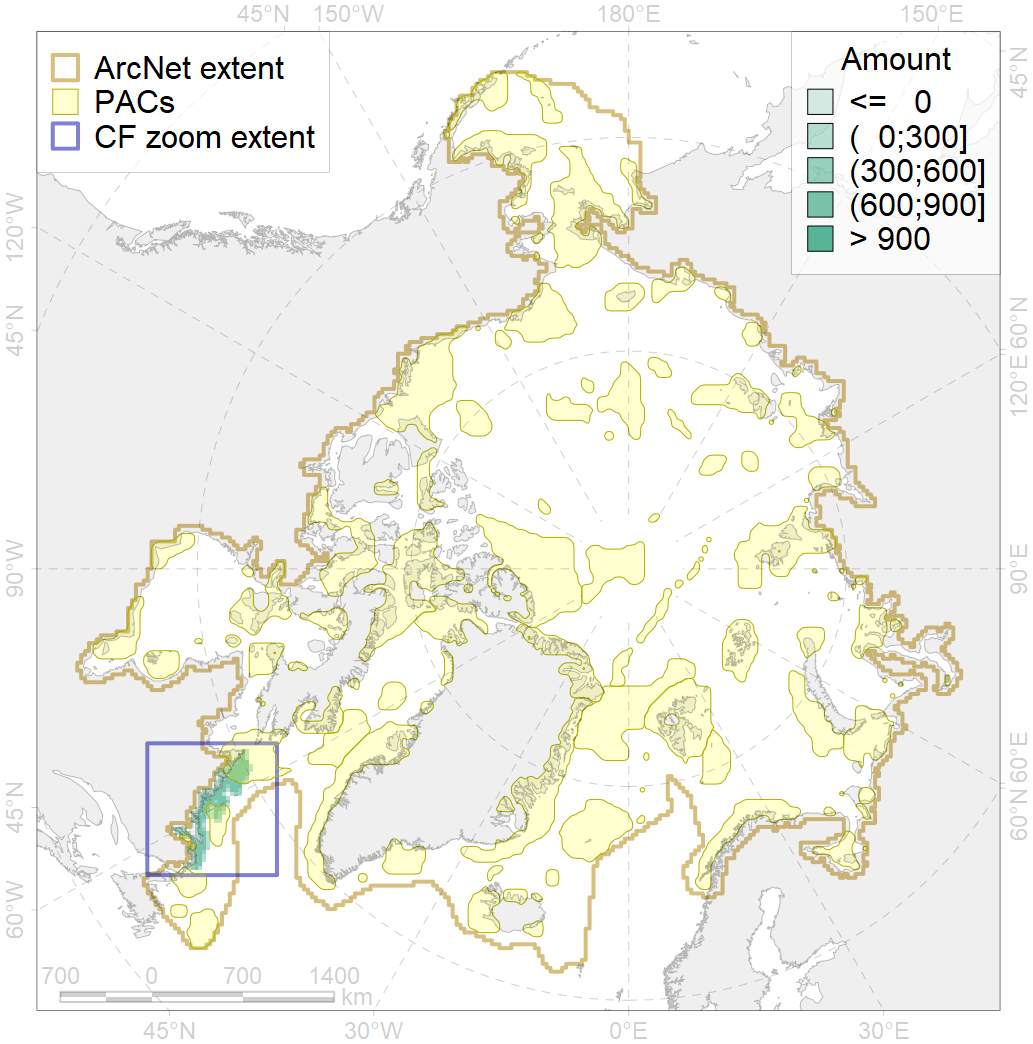 45°N 150°W 180°E 150°E
ArcNet extent
PACs
CF zoom extent
Amount
<= 0
( 0;300]
(300;600]
(600;900]
> 900
45°N
120°W
45°N
60°N
120°E
90°W
90°E
45°N
60°E
60°N
60°W
700 0 700 1400
km
45°N 30°W 0°E 30°E